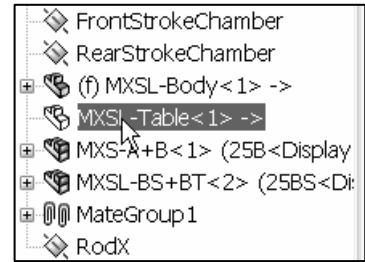 FrontStrokeChamber
RearStrokeChamber
(f) MXSL-Body<1> ->
MXSL-Table<1> ->
MXS-A+B<1> (25B<Display
MXSL-BS+BT<2> (25BS<Di
MateGroup1
RodX